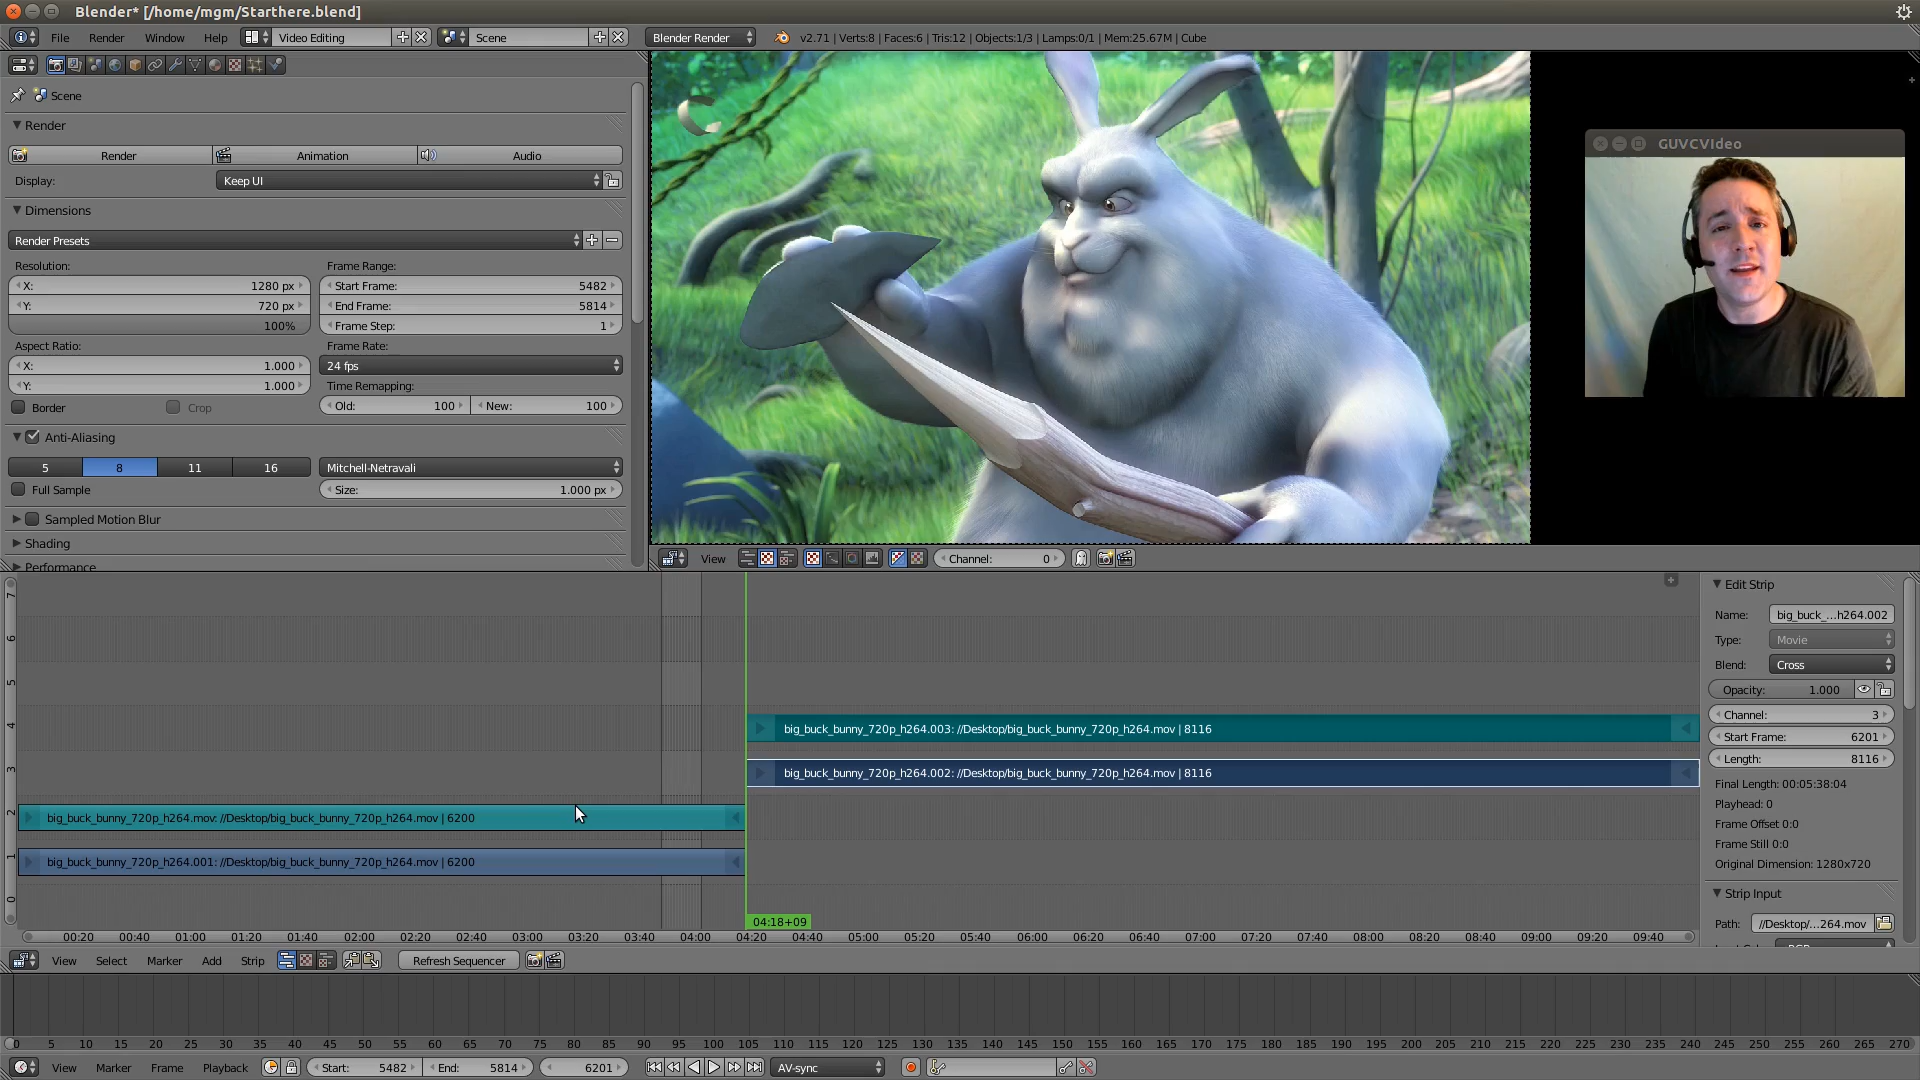 Blender* [/home/mgm/Starthere.blend]
File Render Window Help Video Editing Scene Blender Render v2.71 | Verts:8 | Faces:6 | Tris:12 | Objects:1/3 | Lamps:0/1 | Mem:25.67M | Cube
Scene
Render
Render Animation Audio
Display: Keep UI
Dimensions
Render Presets
Resolution: Frame Range:
X: 1280 px Start Frame: 5482
Y: 720 px End Frame: 5814
100% Frame Step: 1
Aspect Ratio: Frame Rate:
X: 1.000 24 fps
Y: 1.000 Time Remapping:
Border Crop Old: 100 New: 100
Anti-Aliasing
5 8 11 16 Mitchell-Netravali
Full Sample Size: 1.000 px
Sampled Motion Blur
Shading
Performance
GUVCVIdeo
View Channel: 0
7
6
5
4
3
2
1
0
big_buck_bunny_720p_h264.003: //Desktop/big_buck_bunny_720p_h264.mov | 8116
big_buck_bunny_720p_h264.002: //Desktop/big_buck_bunny_720p_h264.mov | 8116
big_buck_bunny_720p_h264.mov: //Desktop/big_buck_bunny_720p_h264.mov | 6200
big_buck_bunny_720p_h264.001: //Desktop/big_buck_bunny_720p_h264.mov | 6200
04:18+09
00:20 00:40 01:00 01:20 01:40 02:00 02:20 02:40 03:00 03:20 03:40 04:00 04:20 04:40 05:00 05:20 05:40 06:00 06:20 06:40 07:00 07:20 07:40 08:00 08:20 08:40 09:00 09:20 09:40
Edit Strip
Name: big_buck_...h264.002
Type: Movie
Blend: Cross
Opacity: 1.000
Channel: 3
Start Frame: 6201
Length: 8116
Final Length: 00:05:38:04
Playhead: 0
Frame Offset 0:0
Frame Still 0:0
Original Dimension: 1280x720
Strip Input
Path: //Desktop/...264.mov
View Select Marker Add Strip Refresh Sequencer
0 5 10 15 20 25 30 35 40 45 50 55 60 65 70 75 80 85 90 95 100 105 110 115 120 125 130 135 140 145 150 155 160 165 170 175 180 185 190 195 200 205 210 215 220 225 230 235 240 245 250 255 260 265 270
View Marker Frame Playback Start: 5482 End: 5814 6201 AV-sync